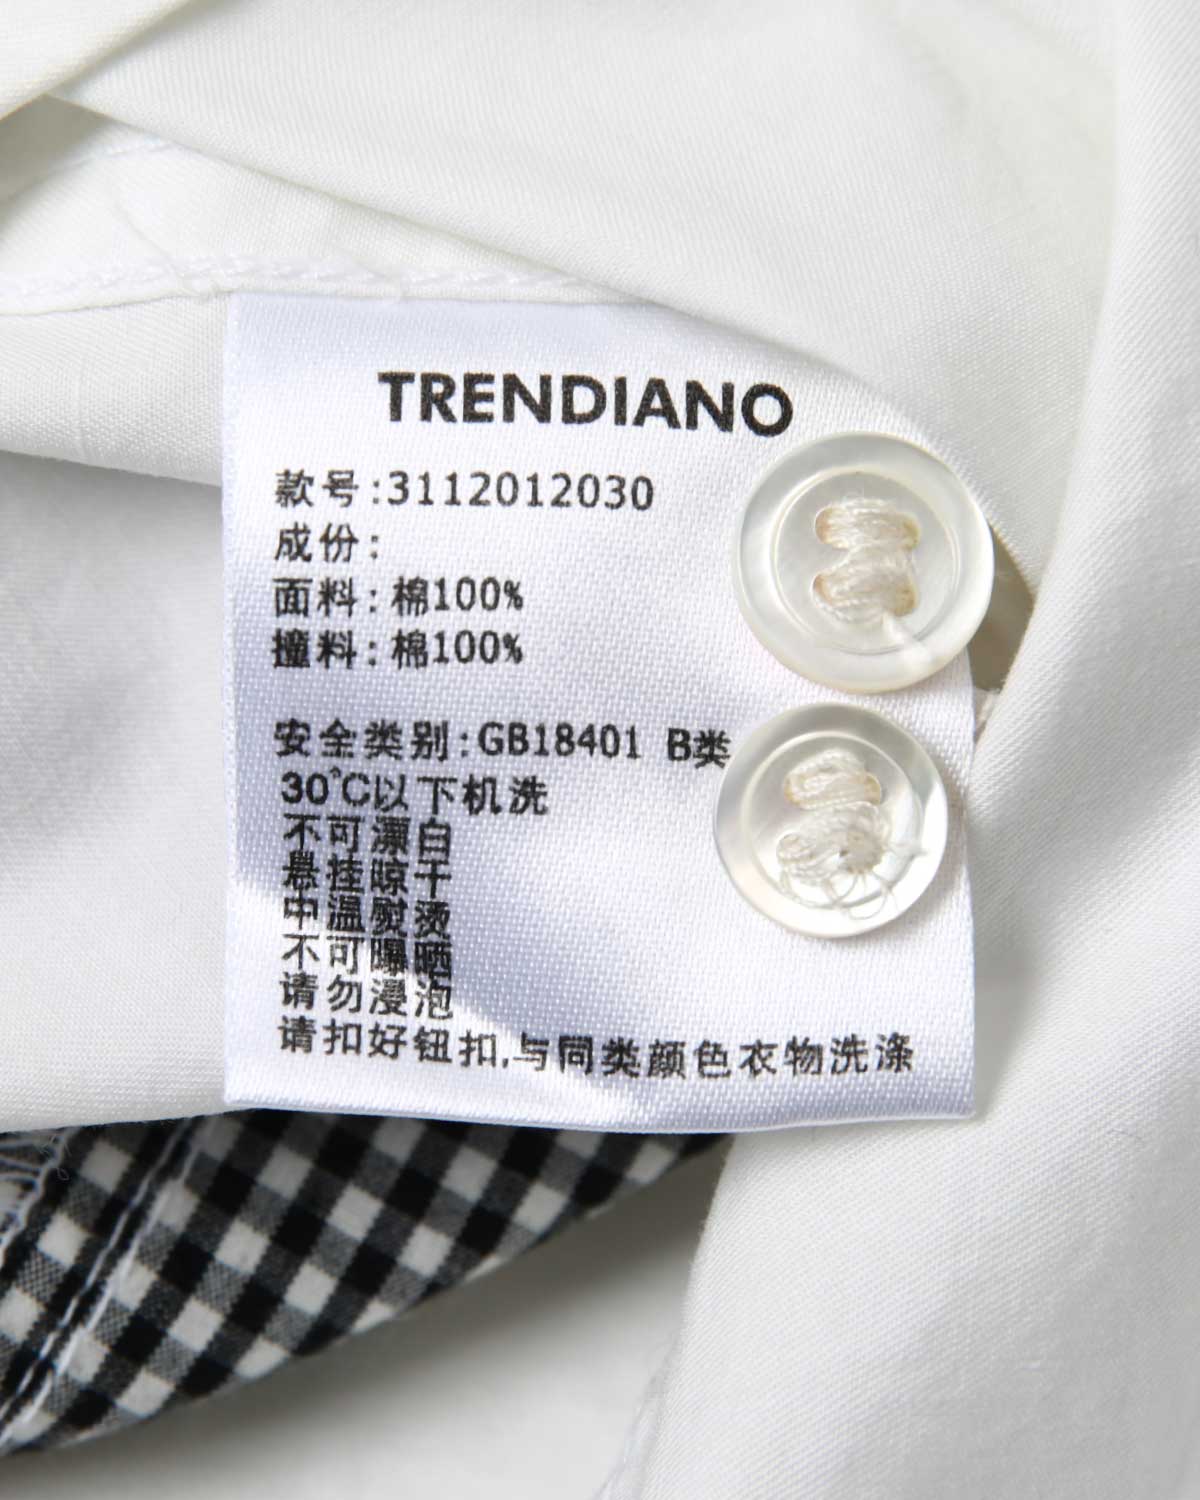 TRENDIANO
款号:3112012030
成份:
面料:棉100%
撞料:棉100%
安全类别:GB18401 B类
30°C以下机洗
不可漂白
悬挂晾干
中温熨烫
不可曝晒
请勿浸泡
请扣好钮扣,与同类颜色衣物洗涤